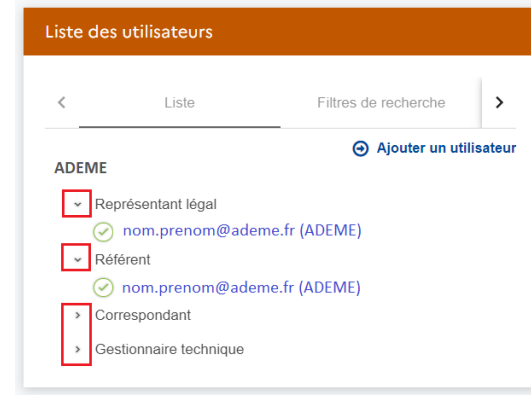 Liste des utilisateurs
Liste Filtres de recherche
Ajouter un utilisateur
ADEME
Représentant légal
nom.prenom@ademe.fr (ADEME)
Référent
nom.prenom@ademe.fr (ADEME)
Correspondant
Gestionnaire technique